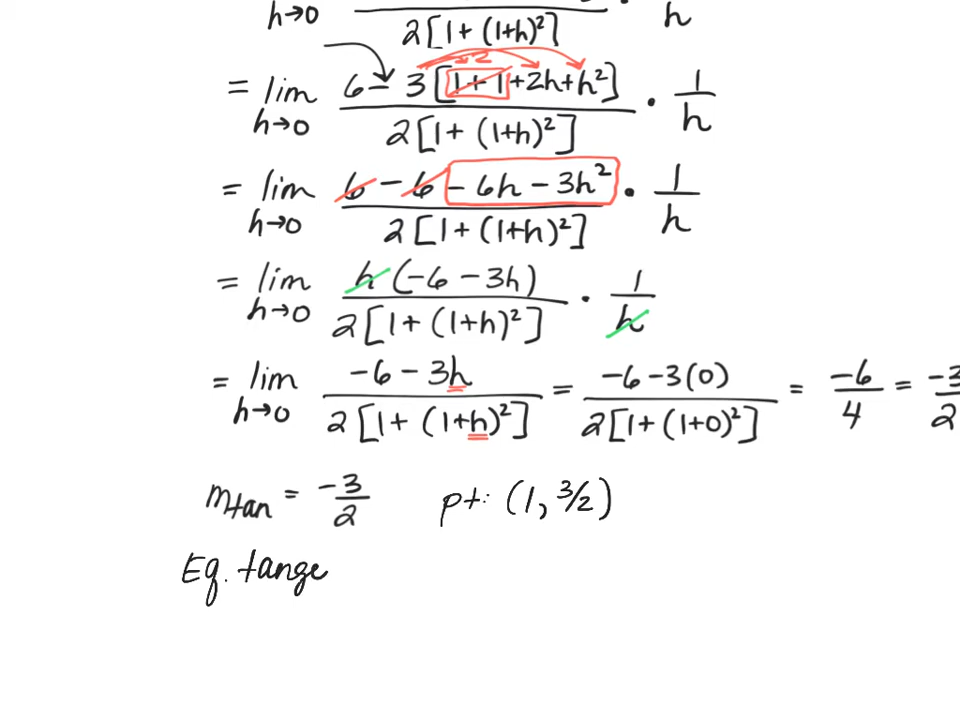 h→0 2[1+(1+h)²] · h
= lim h→0 6 - 3[1+1+2h+h²] / 2[1+(1+h)²] · 1/h
2
= lim h→0 6 - 6 - 6h - 3h² / 2[1+(1+h)²] · 1/h
= lim h→0 h(-6 - 3h) / 2[1+(1+h)²] · 1/h
= lim h→0 -6 - 3h / 2[1+(1+h)²] = -6 - 3(0) / 2[1+(1+0)²] = -6/4 = -3/2
m_tan = -3/2 pt: (1, 3/2)
Eq. tange